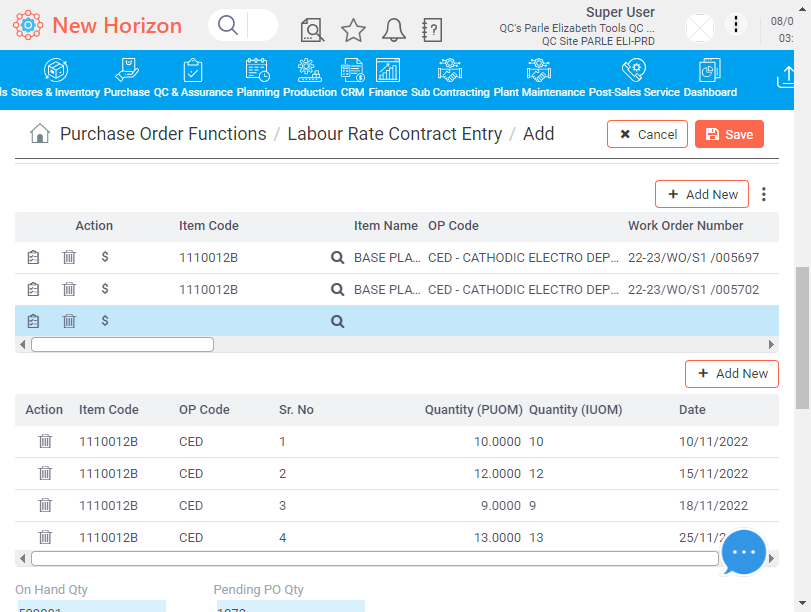 New Horizon
Super User
QC's Parle Elizabeth Tools QC ...
QC Site PARLE ELI-PRD
08/0
03:
ls Stores & Inventory Purchase QC & Assurance Planning Production CRM Finance Sub Contracting Plant Maintenance Post-Sales Service Dashboard
Purchase Order Functions / Labour Rate Contract Entry / Add
Cancel Save
Add New
Action Item Code Item Name OP Code Work Order Number
$ 1110012B BASE PLA... CED - CATHODIC ELECTRO DEP... 22-23/WO/S1 /005697
$ 1110012B BASE PLA... CED - CATHODIC ELECTRO DEP... 22-23/WO/S1 /005702
$
Add New
Action Item Code OP Code Sr. No Quantity (PUOM) Quantity (IUOM) Date
1110012B CED 1 10.0000 10 10/11/2022
1110012B CED 2 12.0000 12 15/11/2022
1110012B CED 3 9.0000 9 18/11/2022
1110012B CED 4 13.0000 13 25/11/2
On Hand Qty Pending PO Qty